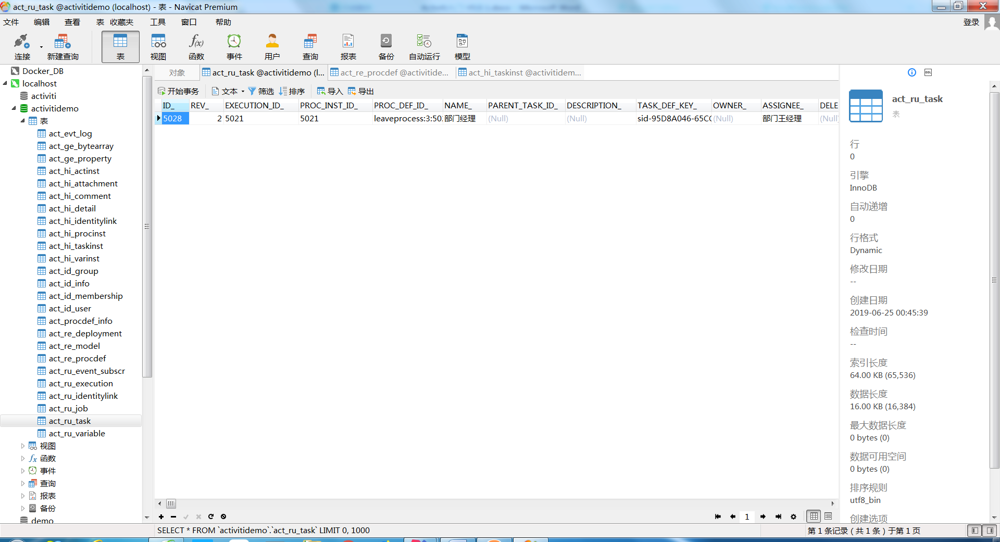 act_ru_task @activitidemo (localhost) - 表 - Navicat Premium
文件 编辑 查看 表 收藏夹 工具 窗口 帮助 登录
连接 新建查询 表 视图 函数 事件 用户 查询 报表 备份 自动运行 模型
Docker_DB
localhost
activiti
activitidemo
表
act_evt_log
act_ge_bytearray
act_ge_property
act_hi_actinst
act_hi_attachment
act_hi_comment
act_hi_detail
act_hi_identitylink
act_hi_procinst
act_hi_taskinst
act_hi_varinst
act_id_group
act_id_info
act_id_membership
act_id_user
act_procdef_info
act_re_deployment
act_re_model
act_re_procdef
act_ru_event_subscr
act_ru_execution
act_ru_identitylink
act_ru_job
act_ru_task
act_ru_variable
视图
函数
事件
查询
报表
备份
demo
对象 act_ru_task @activitidemo (l... act_re_procdef @activitide... act_hi_taskinst @activitidem...
开始事务 文本 筛选 排序 导入 导出
ID_ REV_ EXECUTION_ID_ PROC_INST_ID_ PROC_DEF_ID_ NAME_ PARENT_TASK_ID_ DESCRIPTION_ TASK_DEF_KEY_ OWNER_ ASSIGNEE_ DELE
5028 2 5021 5021 leaveprocess:3:50 部门经理 (Null) (Null) sid-95D8A046-65C (Null) 部门王经理 (Null)
1
SELECT * FROM `activitidemo`.`act_ru_task` LIMIT 0, 1000
第 1 条记录 ( 共 1 条 ) 于第 1 页
DDL
act_ru_task
表
行
0
引擎
InnoDB
自动递增
0
行格式
Dynamic
修改日期
--
创建日期
2019-06-25 00:45:39
检查时间
--
索引长度
64.00 KB (65,536)
数据长度
16.00 KB (16,384)
最大数据长度
0 bytes (0)
数据可用空间
0 bytes (0)
排序规则
utf8_bin
创建选项